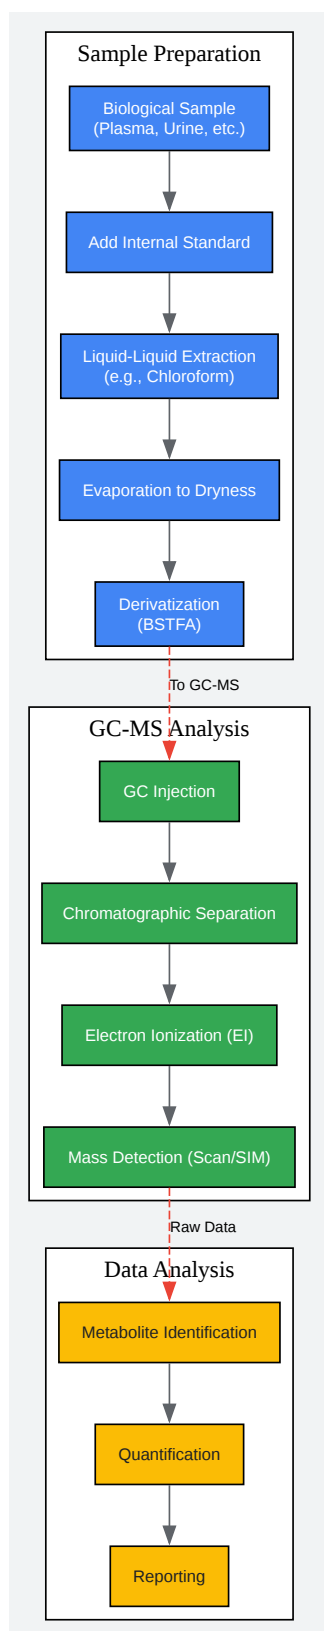 Sample Preparation
Biological Sample
(Plasma, Urine, etc.)
Add Internal Standard
Liquid-Liquid Extraction
(e.g., Chloroform)
Evaporation to Dryness
Derivatization
(BSTFA)
To GC-MS
GC-MS Analysis
GC Injection
Chromatographic Separation
Electron Ionization (EI)
Mass Detection (Scan/SIM)
Raw Data
Data Analysis
Metabolite Identification
Quantification
Reporting